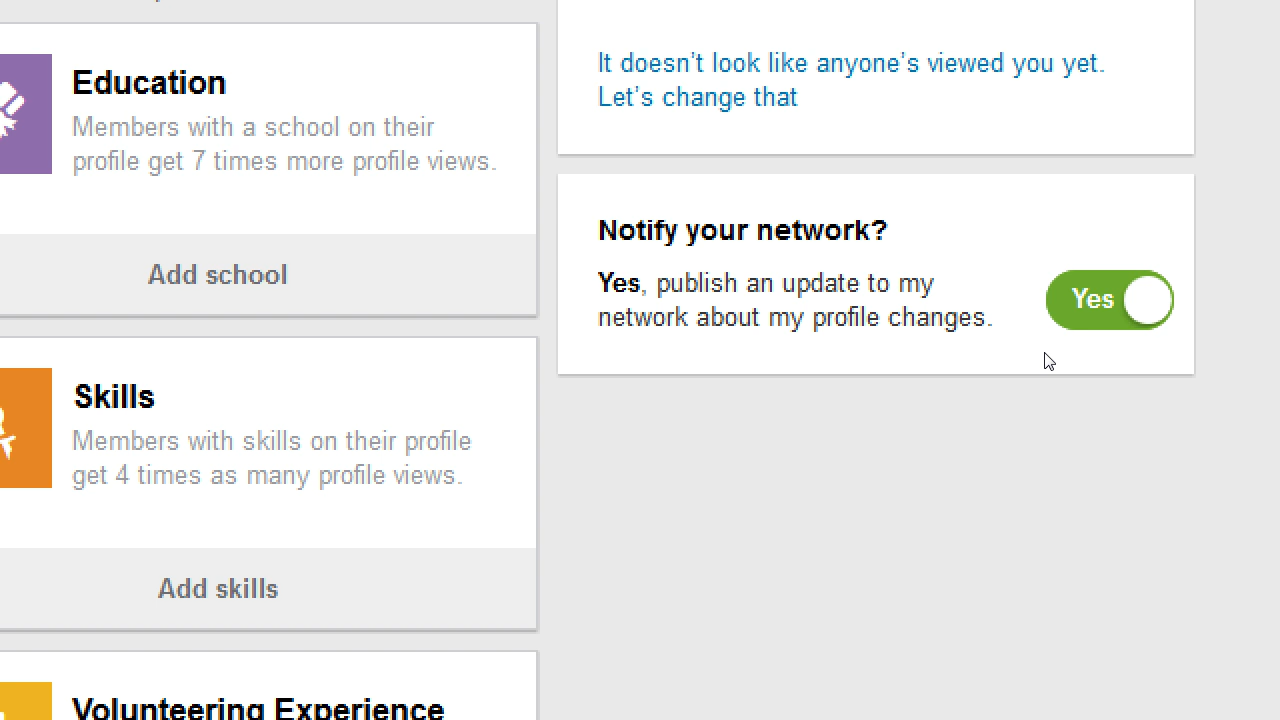 Education
Members with a school on their
profile get 7 times more profile views.
Add school
Skills
Members with skills on their profile
get 4 times as many profile views.
Add skills
Volunteering Experience
It doesn’t look like anyone’s viewed you yet.
Let’s change that
Notify your network?
Yes, publish an update to my
network about my profile changes.
Yes